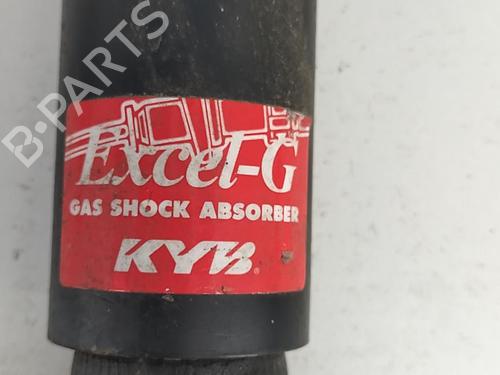 B-PARTS
Excel-G
GAS SHOCK ABSORBER
KYB®